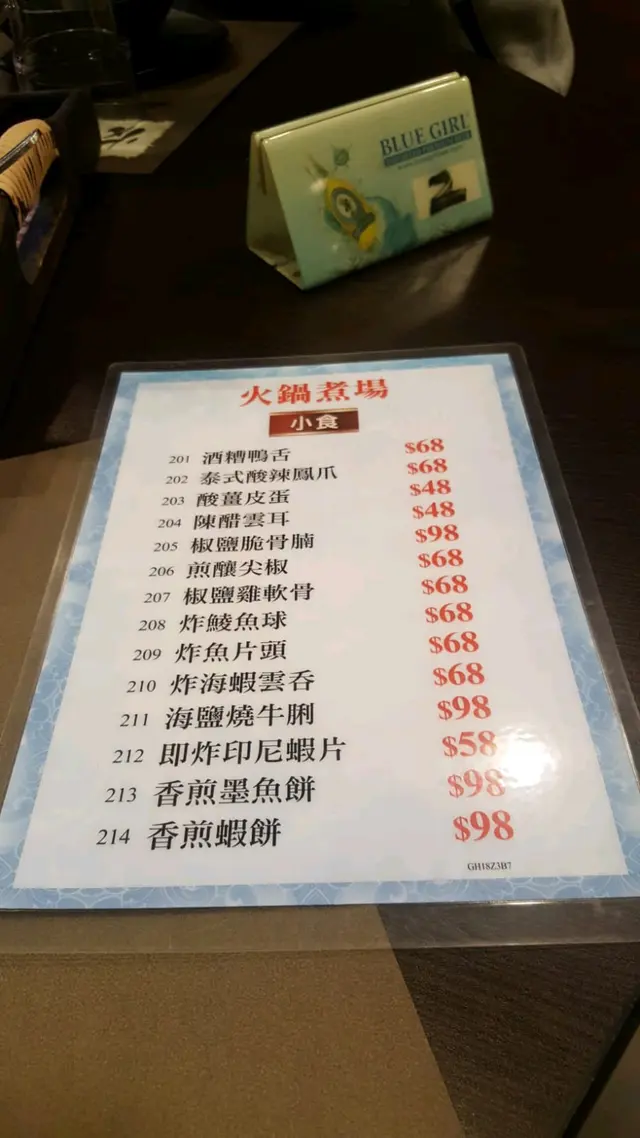 BLUE GIRL
火鍋煮場
小食
201 酒糟鴨舌 $68
202 泰式酸辣鳳爪 $68
203 酸薑皮蛋 $48
204 陳醋雲耳 $48
205 椒鹽脆骨腩 $98
206 煎釀尖椒 $68
207 椒鹽雞軟骨 $68
208 炸鯪魚球 $68
209 炸魚片頭 $68
210 炸海蝦雲吞 $68
211 海鹽燒牛脷 $98
212 即炸印尼蝦片 $58
213 香煎墨魚餅 $98
214 香煎蝦餅 $98
GH18Z3B7